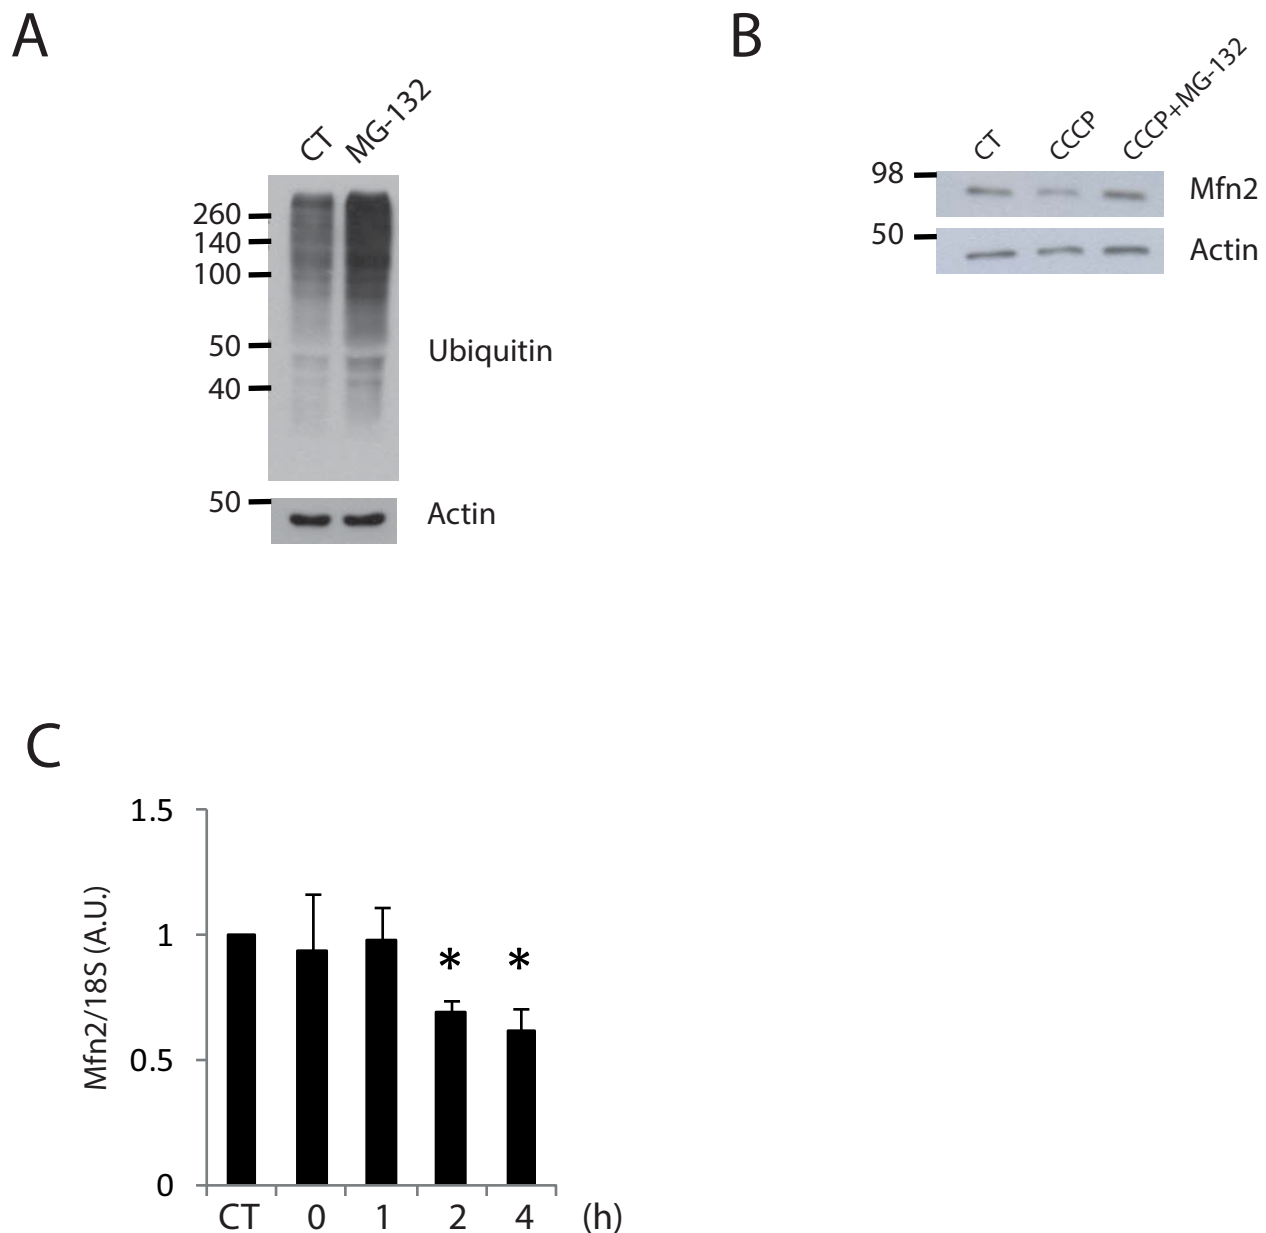 A
CT MG-132
260
140
100
50
40
Ubiquitin
50
Actin
B
CT CCCP CCCP+MG-132
98
Mfn2
50
Actin
C
Mfn2/18S (A.U.)
1.5
1
0.5
0
* *
CT 0 1 2 4 (h)